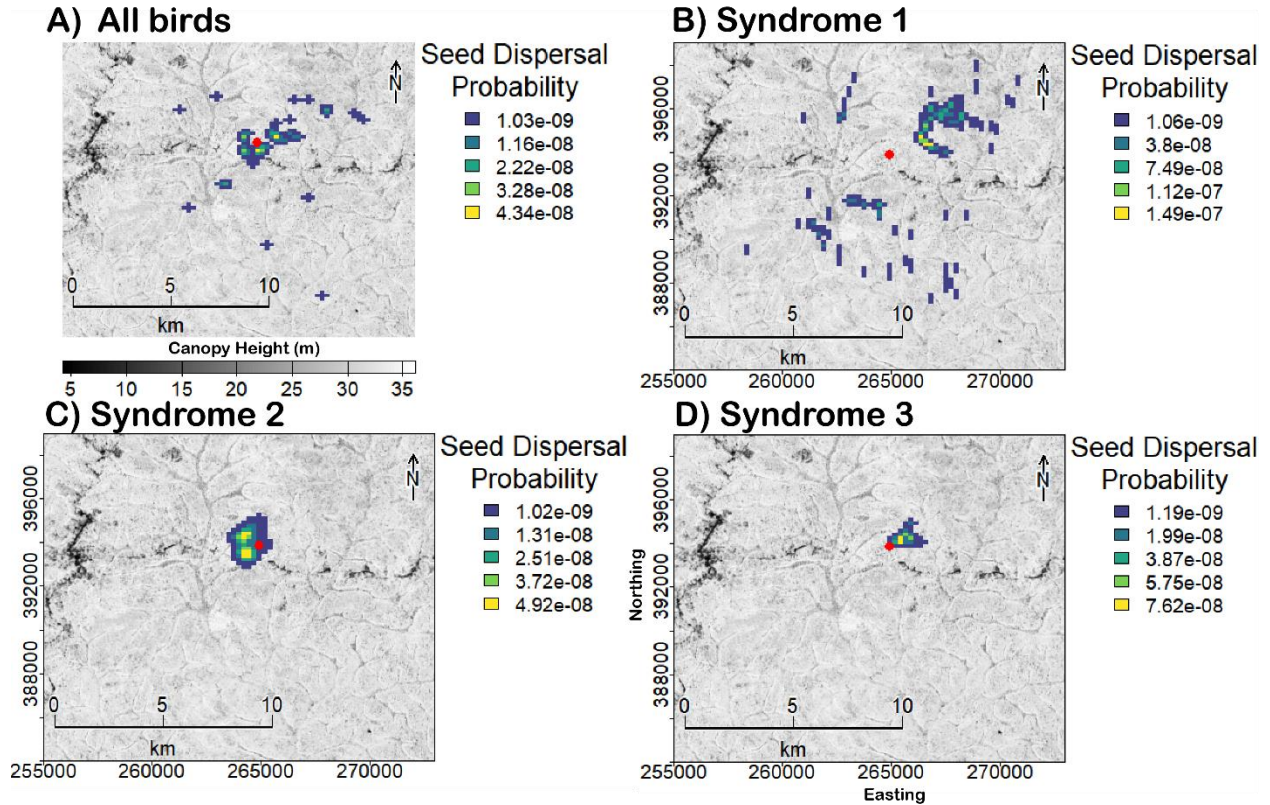 A) All birds
Seed Dispersal
Probability
N
1.03e-09
1.16e-08
2.22e-08
3.28e-08
4.34e-08
0 5 10
km
Canopy Height (m)
5 10 15 20 25 30 35
B) Syndrome 1
Seed Dispersal
Probability
N
1.06e-09
3.8e-08
7.49e-08
1.12e-07
1.49e-07
396000
392000
388000
0 5 10
km
255000 260000 265000 270000
C) Syndrome 2
Seed Dispersal
Probability
N
1.02e-09
1.31e-08
2.51e-08
3.72e-08
4.92e-08
396000
392000
388000
0 5 10
km
255000 260000 265000 270000
D) Syndrome 3
Seed Dispersal
Probability
N
1.19e-09
1.99e-08
3.87e-08
5.75e-08
7.62e-08
Northing
396000
392000
388000
0 5 10
km
255000 260000 265000 270000
Easting